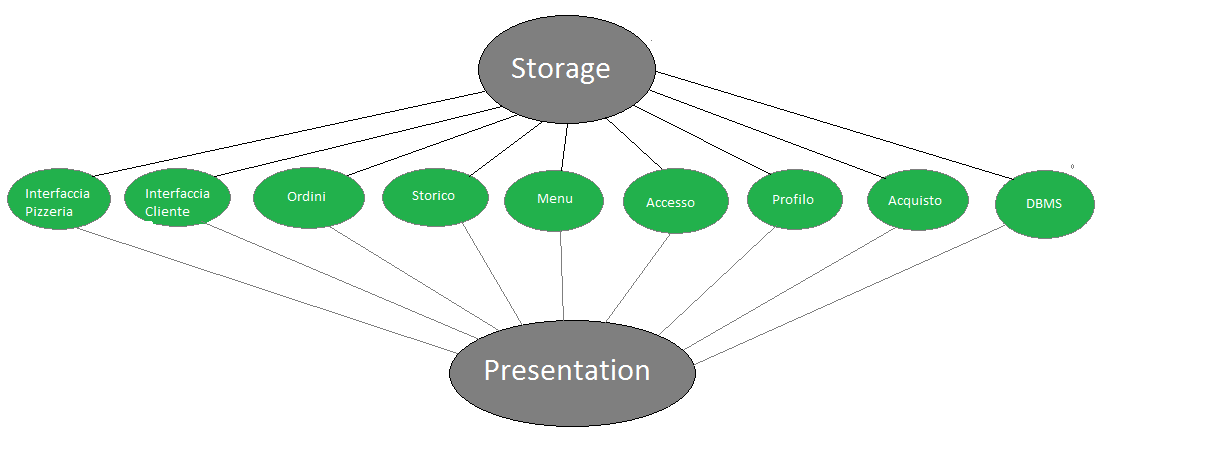 Storage
Interfaccia
Pizzeria
Interfaccia
Cliente
Ordini
Storico
Menu
Accesso
Profilo
Acquisto
DBMS
Presentation